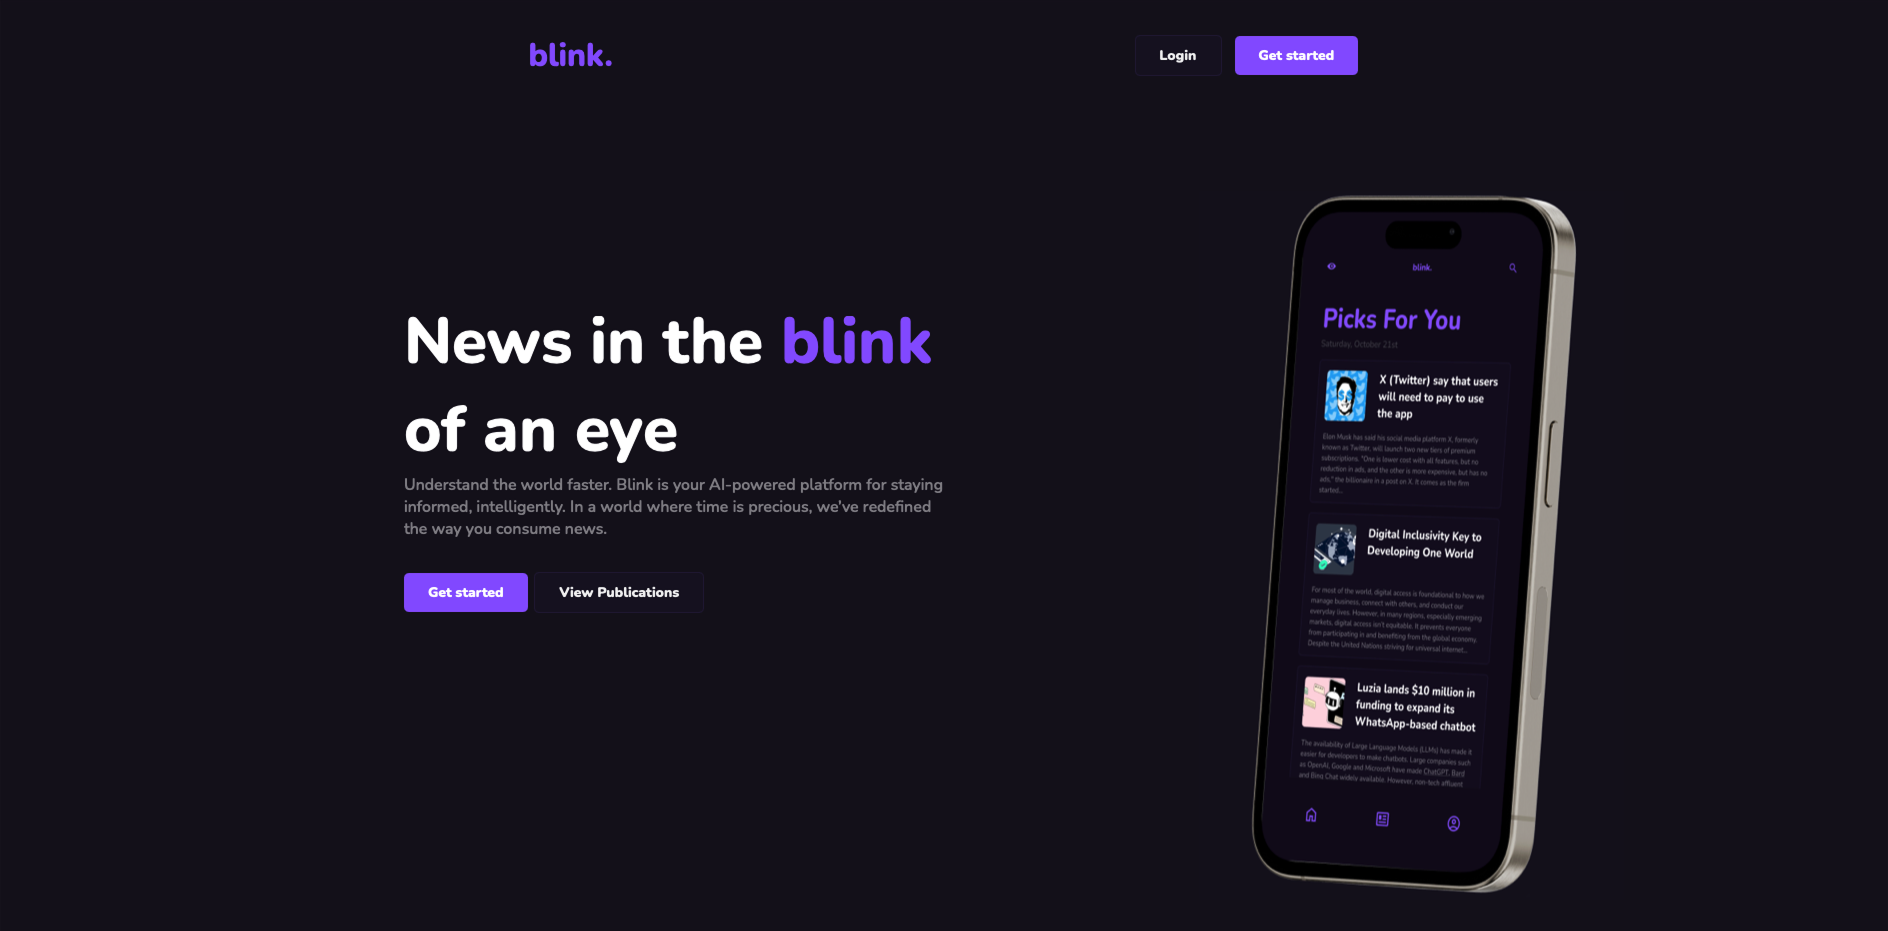 blink.
Login
Get started
News in the blink
of an eye
Understand the world faster. Blink is your AI-powered platform for staying
informed, intelligently. In a world where time is precious, we've redefined
the way you consume news.
Get started
View Publications
blink.
Picks For You
Saturday, October 21st
X (Twitter) say that users
will need to pay to use
the app
Elon Musk has said his social media platform X, formerly
known as Twitter, will launch two new tiers of premium
subscriptions. "One is lower cost with all features, but no
reduction in ads, and the other is more expensive, but has no
ads," the billionaire in a post on X. It comes as the firm
started...
Digital Inclusivity Key to
Developing One World
For most of the world, digital access is foundational to how we
manage business, connect with others, and conduct our
everyday lives. However, in many regions, especially emerging
markets, digital access isn't equitable. It prevents everyone
from participating in and benefiting from the global economy.
Despite the United Nations striving for universal internet...
Luzia lands $10 million in
funding to expand its
WhatsApp-based chatbot
The availability of Large Language Models (LLMs) has made it
easier for developers to make chatbots. Large companies such
as OpenAI, Google and Microsoft have made ChatGPT, Bard
and Bing Chat widely available. However, non-tech affluent